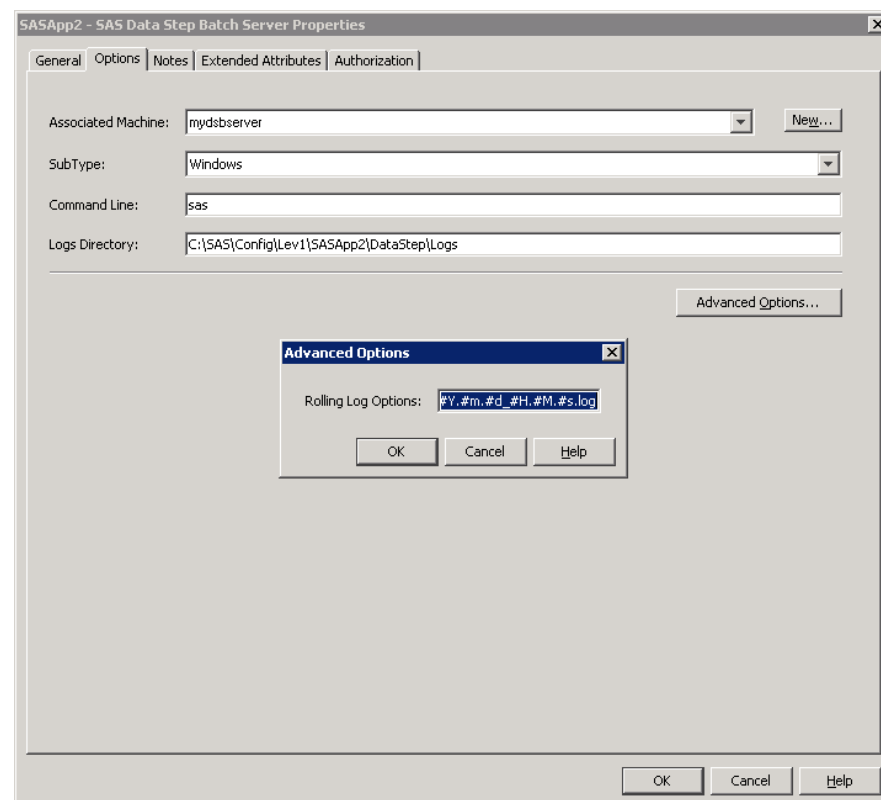 SASApp2 - SAS Data Step Batch Server Properties
General Options Notes Extended Attributes Authorization
Associated Machine: mydsbserver New...
SubType: Windows
Command Line: sas
Logs Directory: C:\SAS\Config\Lev1\SASApp2\DataStep\Logs
Advanced Options...
Advanced Options
Rolling Log Options: #Y.#m.#d_#H.#M.#s.log
OK Cancel Help
OK Cancel Help